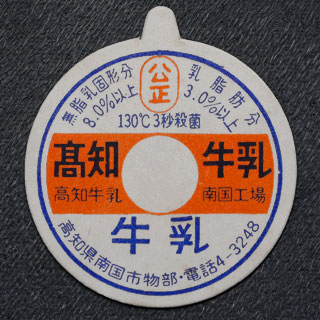 無脂乳固形分
8.0%以上
公正
乳脂肪分
3.0%以上
130℃3秒殺菌
高知 牛乳
高知牛乳 南国工場
牛乳
高知県南国市物部・電話4-3248